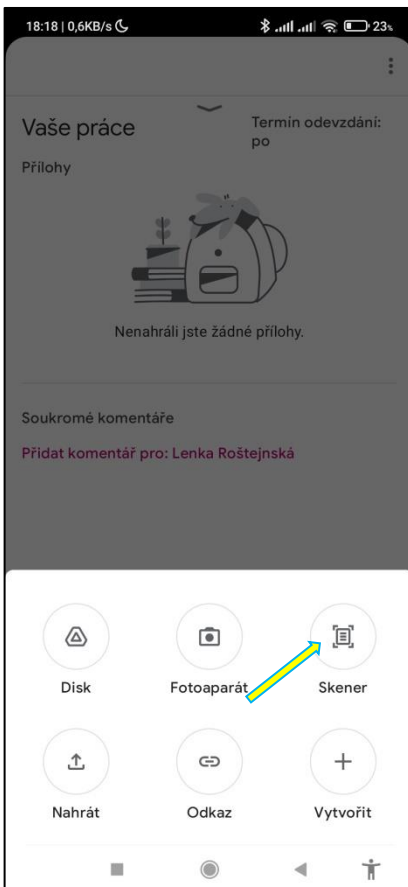 18:18 | 0,6KB/s 23%
Vaše práce
Termín odevzdání:
po
Přílohy
Nenahráli jste žádné přílohy.
Soukromé komentáře
Přidat komentář pro: Lenka Roštejnská
Disk Fotoaparát Skener
Nahrát Odkaz Vytvořit